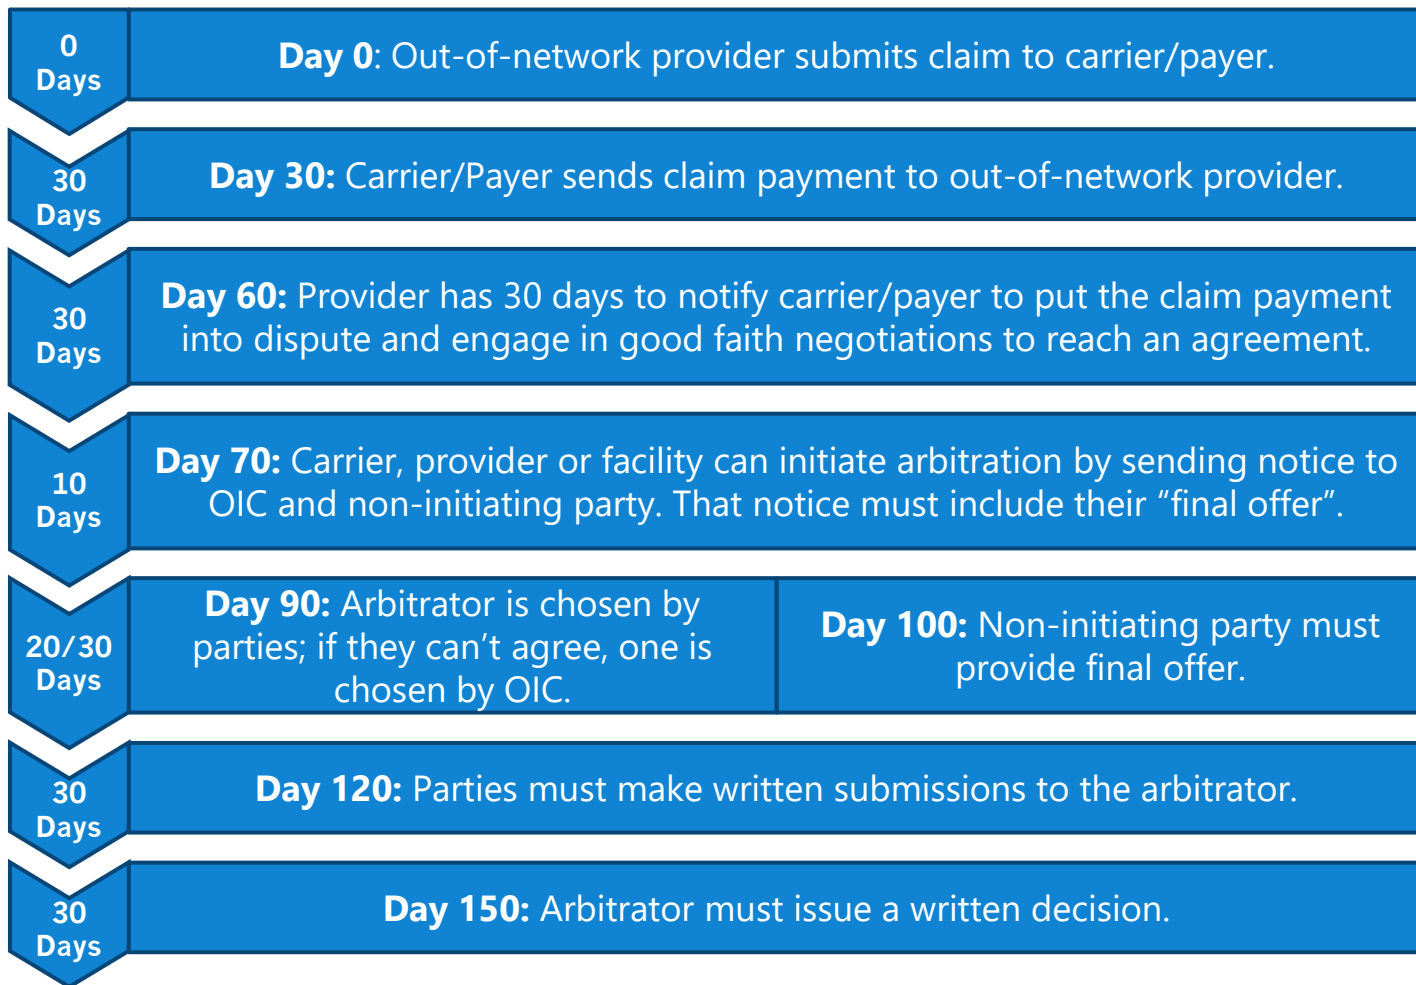 0
Days
Day 0: Out-of-network provider submits claim to carrier/payer.
30
Days
Day 30: Carrier/Payer sends claim payment to out-of-network provider.
30
Days
Day 60: Provider has 30 days to notify carrier/payer to put the claim payment
into dispute and engage in good faith negotiations to reach an agreement.
10
Days
Day 70: Carrier, provider or facility can initiate arbitration by sending notice to
OIC and non-initiating party. That notice must include their “final offer”.
20/30
Days
Day 90: Arbitrator is chosen by
parties; if they can’t agree, one is
chosen by OIC.
Day 100: Non-initiating party must
provide final offer.
30
Days
Day 120: Parties must make written submissions to the arbitrator.
30
Days
Day 150: Arbitrator must issue a written decision.